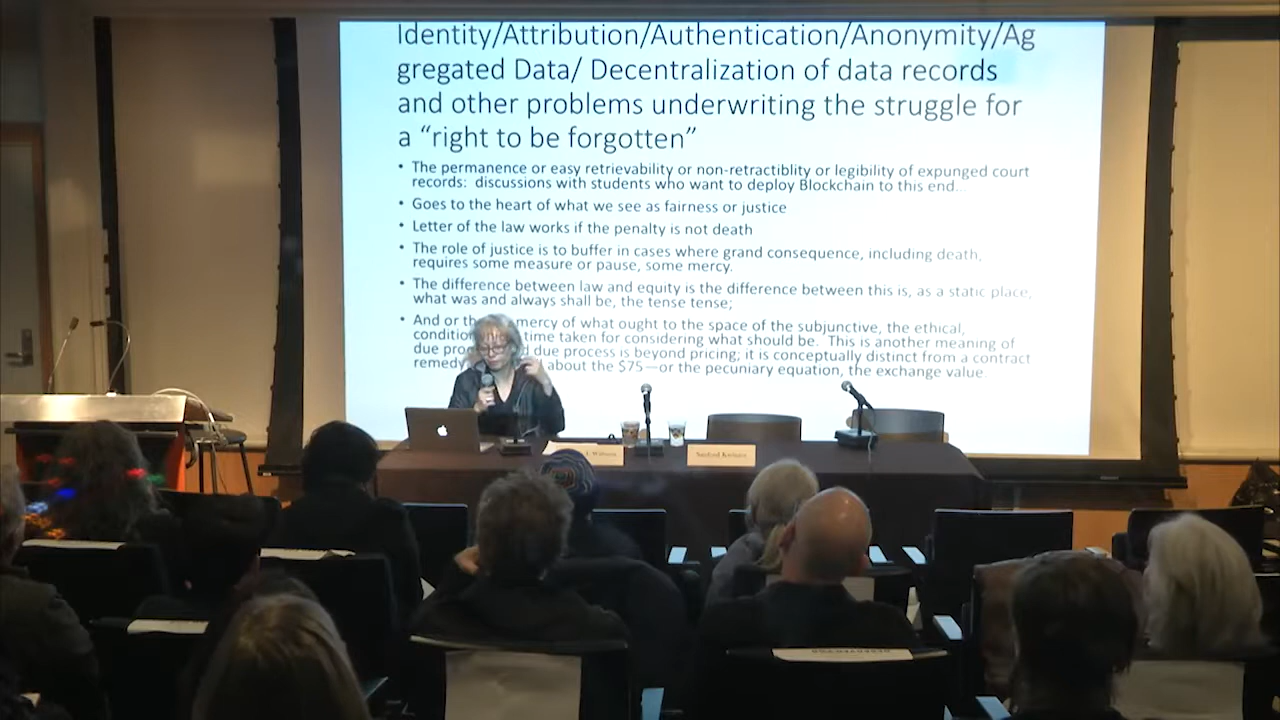 Identity/Attribution/Authentication/Anonymity/Ag
gregated Data/ Decentralization of data records
and other problems underwriting the struggle for
a “right to be forgotten”
• The permanence or easy retrievability or non-retractiblity or legibility of expunged court
records: discussions with students who want to deploy Blockchain to this end...
• Goes to the heart of what we see as fairness or justice
• Letter of the law works if the penalty is not death
• The role of justice is to buffer in cases where grand consequence, including death,
requires some measure or pause, some mercy.
• The difference between law and equity is the difference between this is, as a static place,
what was and always shall be, the tense tense;
• And or mercy of what ought to the space of the subjunctive, the ethical,
time taken for considering what should be. This is another meaning of
due due process is beyond pricing; it is conceptually distinct from a contract
remedy about the $75—or the pecuniary equation, the exchange value.